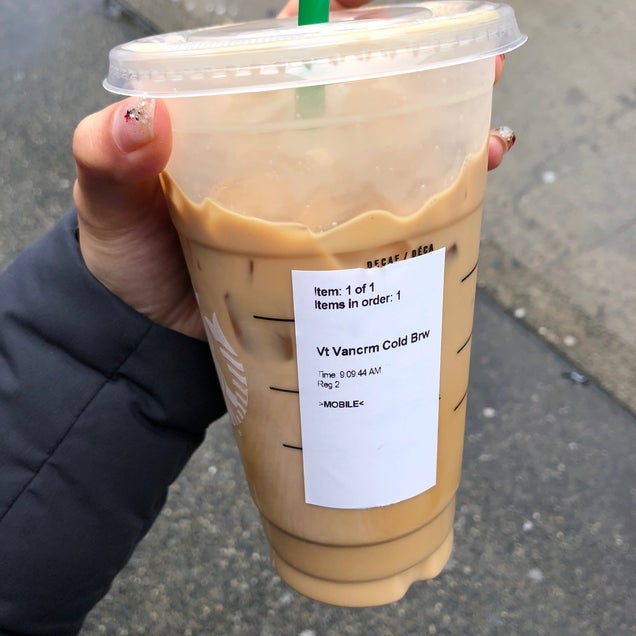 DECAF / DÉCA
Item: 1 of 1
Items in order: 1
Vt Vancrm Cold Brw
Time: 9:09:44 AM
Reg 2
>MOBILE<